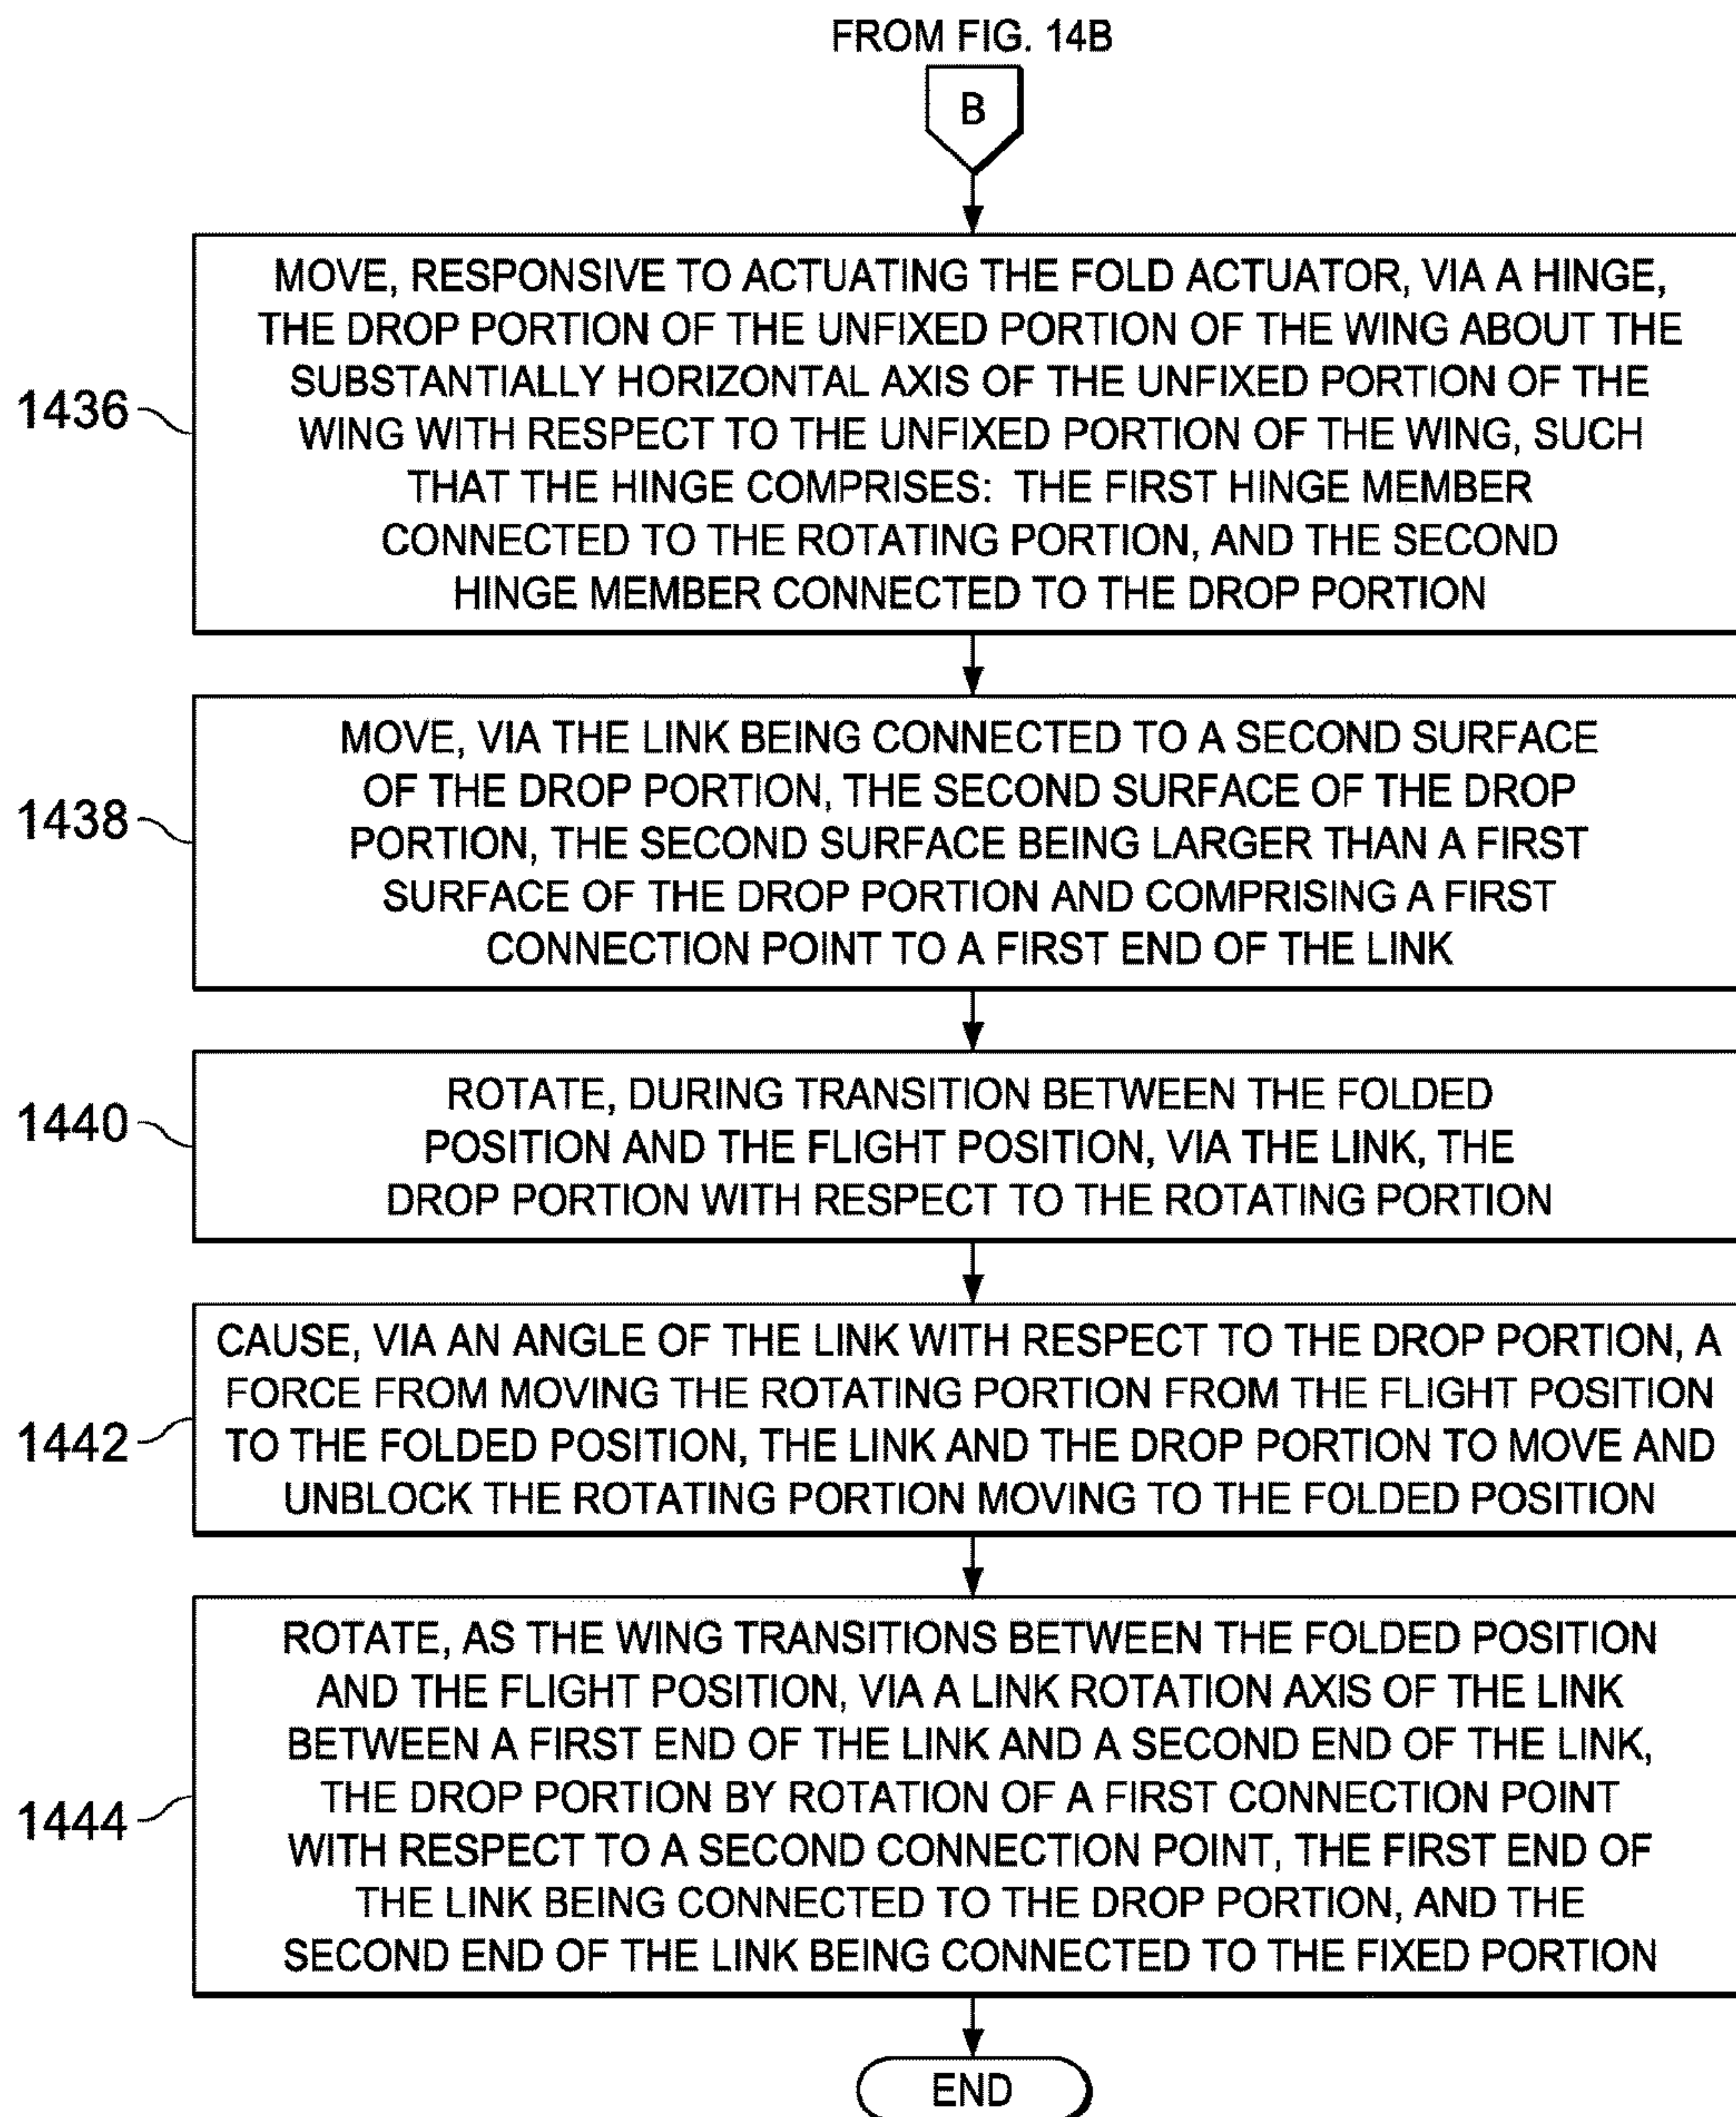 FROM FIG. 14B
B
1436
MOVE, RESPONSIVE TO ACTUATING THE FOLD ACTUATOR, VIA A HINGE,
THE DROP PORTION OF THE UNFIXED PORTION OF THE WING ABOUT THE
SUBSTANTIALLY HORIZONTAL AXIS OF THE UNFIXED PORTION OF THE
WING WITH RESPECT TO THE UNFIXED PORTION OF THE WING, SUCH
THAT THE HINGE COMPRISES: THE FIRST HINGE MEMBER
CONNECTED TO THE ROTATING PORTION, AND THE SECOND
HINGE MEMBER CONNECTED TO THE DROP PORTION
1438
MOVE, VIA THE LINK BEING CONNECTED TO A SECOND SURFACE
OF THE DROP PORTION, THE SECOND SURFACE OF THE DROP
PORTION, THE SECOND SURFACE BEING LARGER THAN A FIRST
SURFACE OF THE DROP PORTION AND COMPRISING A FIRST
CONNECTION POINT TO A FIRST END OF THE LINK
1440
ROTATE, DURING TRANSITION BETWEEN THE FOLDED
POSITION AND THE FLIGHT POSITION, VIA THE LINK, THE
DROP PORTION WITH RESPECT TO THE ROTATING PORTION
1442
CAUSE, VIA AN ANGLE OF THE LINK WITH RESPECT TO THE DROP PORTION, A
FORCE FROM MOVING THE ROTATING PORTION FROM THE FLIGHT POSITION
TO THE FOLDED POSITION, THE LINK AND THE DROP PORTION TO MOVE AND
UNBLOCK THE ROTATING PORTION MOVING TO THE FOLDED POSITION
1444
ROTATE, AS THE WING TRANSITIONS BETWEEN THE FOLDED POSITION
AND THE FLIGHT POSITION, VIA A LINK ROTATION AXIS OF THE LINK
BETWEEN A FIRST END OF THE LINK AND A SECOND END OF THE LINK,
THE DROP PORTION BY ROTATION OF A FIRST CONNECTION POINT
WITH RESPECT TO A SECOND CONNECTION POINT, THE FIRST END OF
THE LINK BEING CONNECTED TO THE DROP PORTION, AND THE
SECOND END OF THE LINK BEING CONNECTED TO THE FIXED PORTION
END